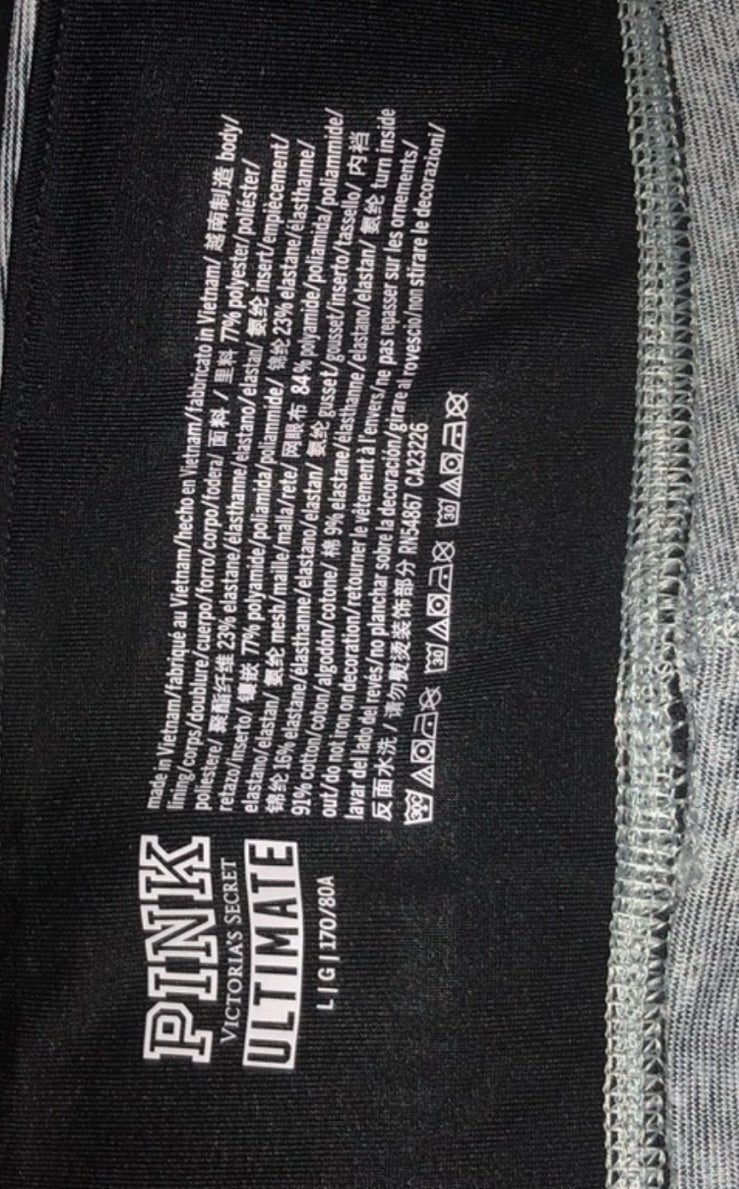 PINK
VICTORIA'S SECRET
ULTIMATE
L | G | 170/80A
made in Vietnam/fabriqué au Vietnam/hecho en Vietnam/fabbricato in Vietnam/ 越南制造 body/
lining/corps/doublure/cuerpo/forro/corpo/fodera/ 面料 / 里料 77% polyester/poliéster/
poliestere/ 聚酯纤维 23% elastane/élasthanne/elastano/elastan/ 氨纶 insert/empiècement/
retazo/inserto/ 镶嵌 77% polyamide/poliamida/poliammide/ 锦纶 23% elastane/élasthanne/
elastano/elastan/ 氨纶 mesh/maille/malla/rete/ 网眼布 84% polyamide/poliamida/poliammide/
锦纶 16% elastane/élasthanne/elastano/elastan/ 氨纶 gusset/gousset/inserto/tassello/ 内裆
91% cotton/coton/algodón/cotone/ 棉 9% elastane/élasthanne/elastano/elastan/ 氨纶 turn inside
out/do not iron on decoration/retourner le vêtement à l'envers/ne pas repasser sur les ornements/
lavar del lado del revés/no planchar sobre la decoración/girare al rovescio/non stirare le decorazioni/
反面水洗 / 请勿熨烫装饰部分 RN54867 CA23226
30 30 30